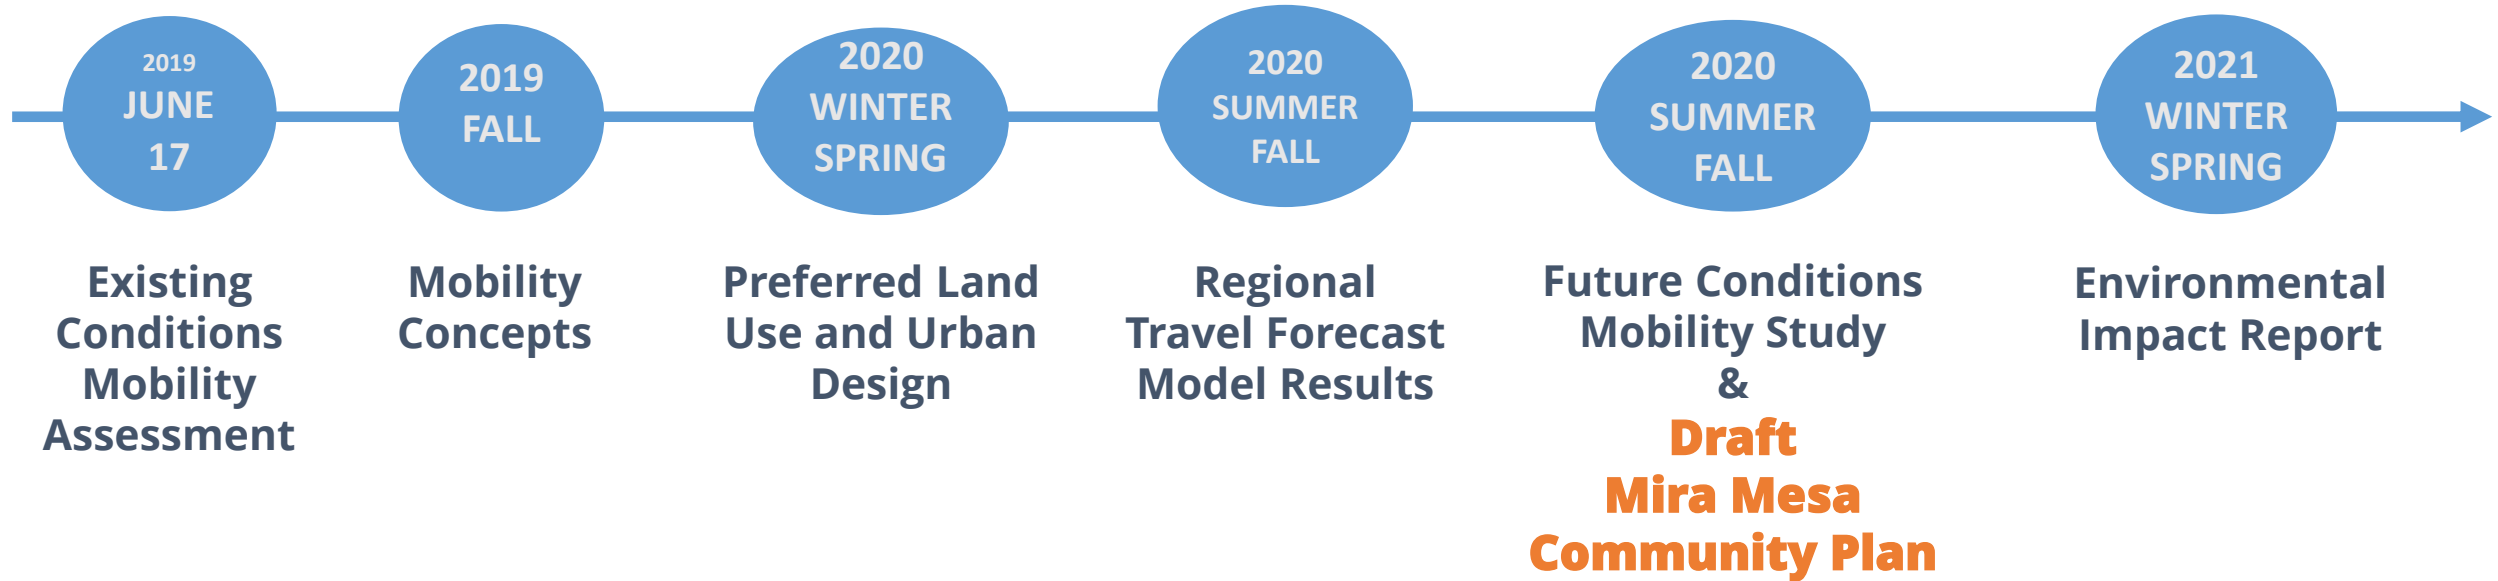 2019
JUNE
17
Existing
Conditions
Mobility
Assessment
2019
FALL
Mobility
Concepts
2020
WINTER
SPRING
Preferred Land
Use and Urban
Design
2020
SUMMER
FALL
Regional
Travel Forecast
Model Results
2020
SUMMER
FALL
Future Conditions
Mobility Study
&
Draft
Mira Mesa
Community Plan
2021
WINTER
SPRING
Environmental
Impact Report